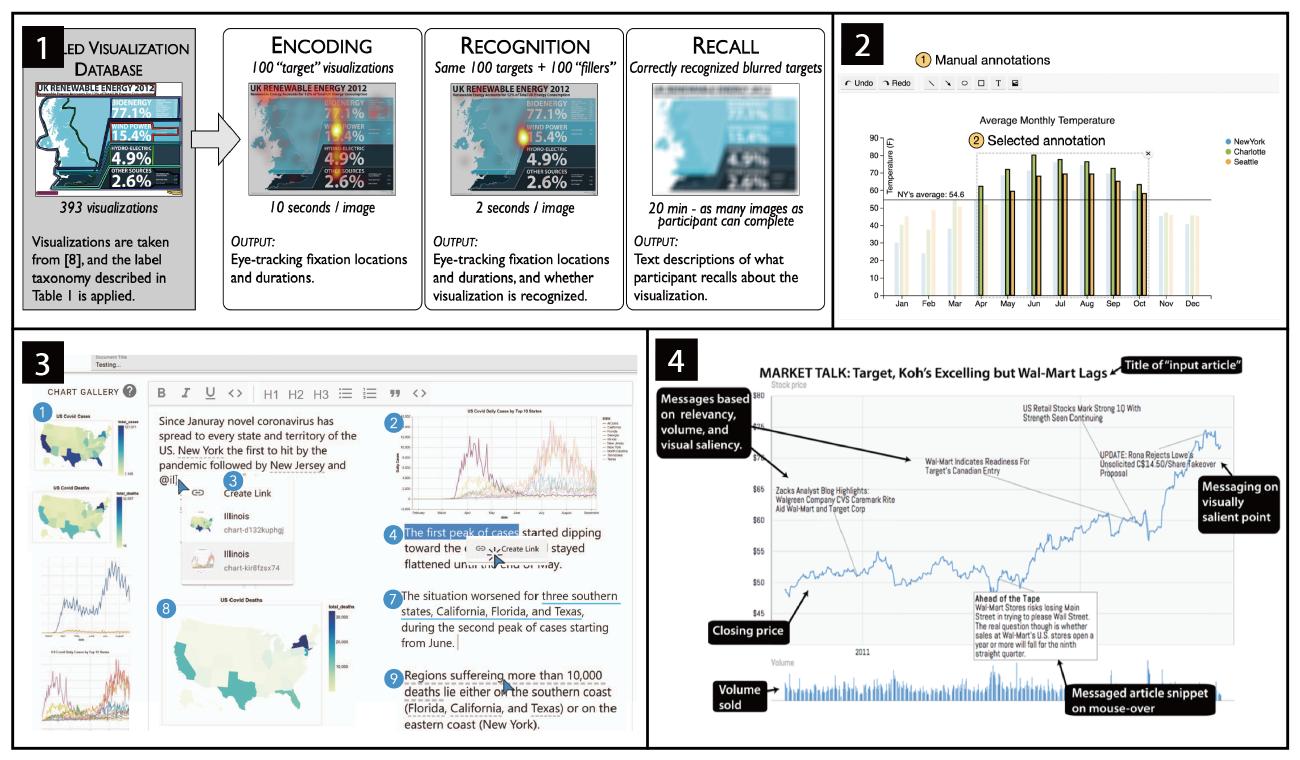 1
LED VISUALIZATION
DATABASE
UK RENEWABLE ENERGY 2012
BIOENERGY
77.1%
WIND POWER
15.4%
HYDRO-ELECTRIC
4.9%
OTHER SOURCES
2.6%
393 visualizations
Visualizations are taken
from [8], and the label
taxonomy described in
Table 1 is applied.
ENCODING
100 "target" visualizations
UK RENEWABLE ENERGY 2012
77.1%
4.9%
OTHER SOURCES
2.6%
10 seconds / image
OUTPUT:
Eye-tracking fixation locations
and durations.
RECOGNITION
Same 100 targets + 100 "fillers"
UK RENEWABLE ENERGY 2012
BIOENERGY
77.1%
WIND POWER
15.4%
HYDRO-ELECTRIC
4.9%
OTHER SOURCES
2.6%
2 seconds / image
OUTPUT:
Eye-tracking fixation locations
and durations, and whether
visualization is recognized.
RECALL
Correctly recognized blurred targets
20 min - as many images as
participant can complete
OUTPUT:
Text descriptions of what
participant recalls about the
visualization.
2
1 Manual annotations
Undo Redo T
Average Monthly Temperature
2 Selected annotation
Temperature (F)
90
80
70
60
50
40
30
20
10
0
NY's average: 54.6
Jan Feb Mar Apr May Jun Jul Aug Sep Oct Nov Dec
NewYork
Charlotte
Seattle
3
Document Title
Testing...
CHART GALLERY ?
B I U <> H1 H2 H3
1
US Covid Cases
total_cases
US Covid Deaths
total_deaths
Since Januray novel coronavirus has
spread to every state and territory of the
US. New York the first to hit by the
pandemic followed by New Jersey and
@il
3
Create Link
Illinois
chart-d132kuphgj
Illinois
chart-kir8fzsx74
8
US Covid Deaths
total_deaths
30,000
20,000
10,000
2
US Covid Daily Cases by Top 10 States
4
The first peak of cases started dipping
toward the
Create Link
stayed
flattened until the end of May.
7
The situation worsened for three southern
states, California, Florida, and Texas,
during the second peak of cases starting
from June.
9
Regions suffereing more than 10,000
deaths lie either on the southern coast
(Florida, California, and Texas) or on the
eastern coast (New York).
4
MARKET TALK: Target, Koh's Excelling but Wal-Mart Lags
Title of "input article"
Stock price
$80
Messages based
on relevancy,
volume, and
visual saliency.
US Retail Stocks Mark Strong 1Q With
Strength Seen Continuing
Wal-Mart Indicates Readiness For
Target's Canadian Entry
UPDATE: Rona Rejects Lowe's
Unsolicited C$14.50/Share Takeover
Proposal
Zacks Analyst Blog Highlights:
Walgreen Company CVS Caremark Rite
Aid Wal-Mart and Target Corp
Messaging on
visually
salient point
$65
$60
$55
$50
$45
Ahead of the Tape
Wal-Mart Stores risks losing Main
Street in trying to please Wall Street.
The real question though is whether
sales at Wal-Mart's U.S. stores open a
year or more will fall for the ninth
straight quarter.
Closing price
2011
Volume
Volume
sold
Messaged article snippet
on mouse-over